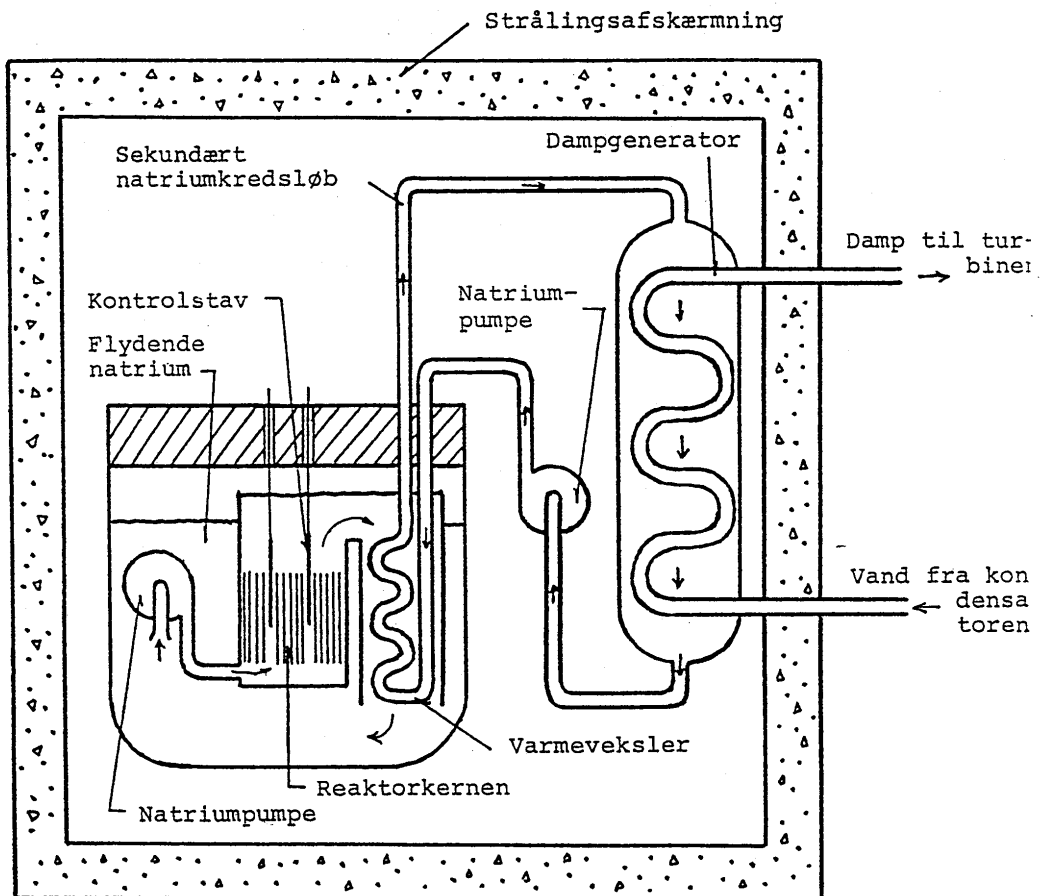 Strålingsafskærmning
Dampgenerator
Sekundært
natriumkredsløb
Damp til tur-
biner
Kontrolstav
Natrium-
pumpe
Flydende
natrium
Vand fra kon
densa
toren
Varmeveksler
Reaktorkernen
Natriumpumpe